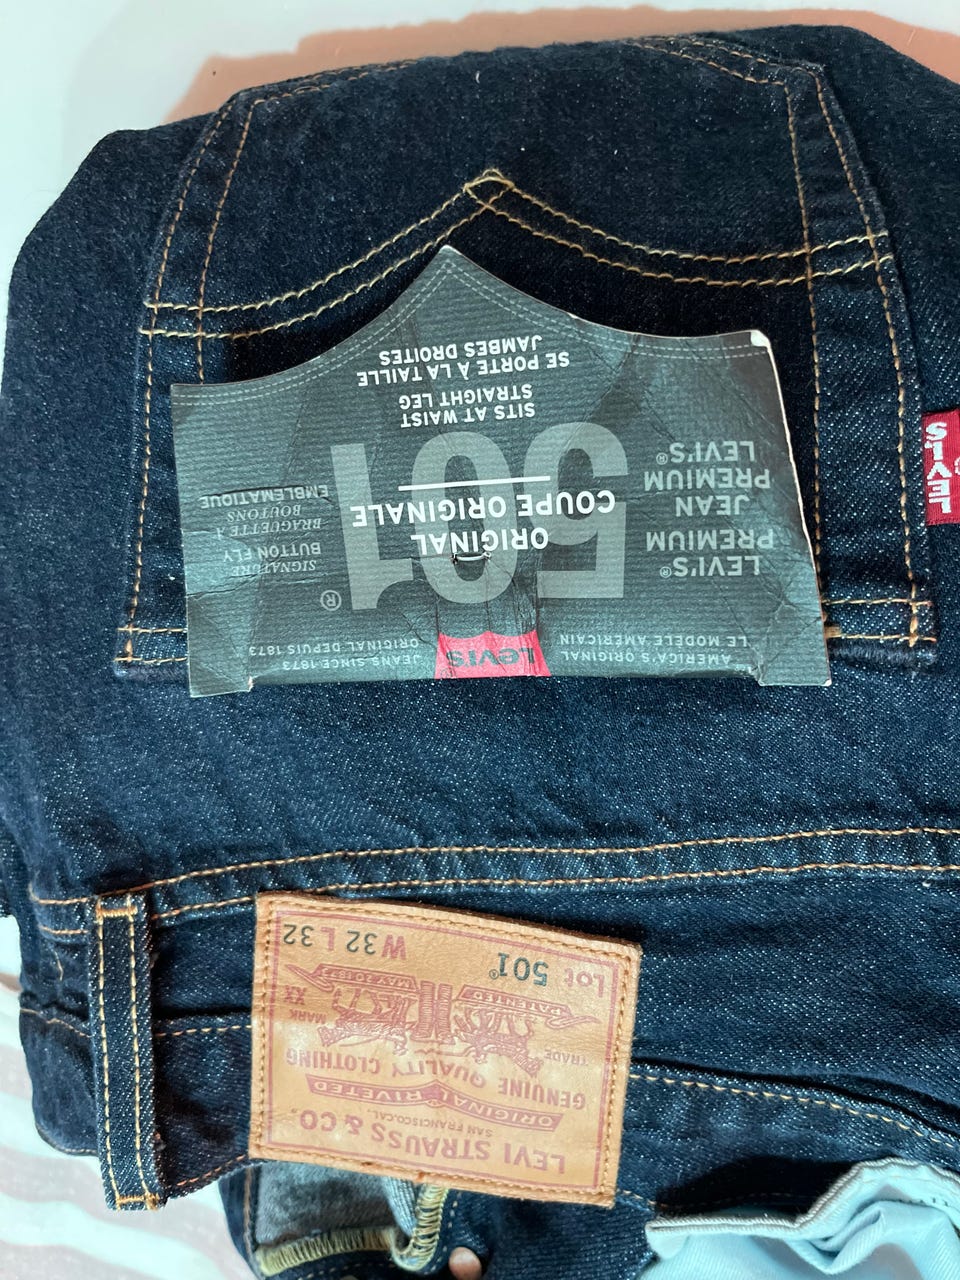 LEVI STRAUSS & CO.
SAN FRANCISCO, CAL.
ORIGINAL RIVETED
GENUINE QUALITY CLOTHING
TRADE MARK
XX
PATENTED MAY 20 1873
Lot 501® W 32 L 32
LEVI'S
AMERICA'S ORIGINAL
LE MODÈLE AMÉRICAIN
LEVI'S
JEANS SINCE 1873
ORIGINAL DEPUIS 1873
LEVI'S®
PREMIUM
JEAN
PREMIUM
LEVI'S®
501®
ORIGINAL
COUPE ORIGINALE
SIGNATURE
BUTTON FLY
BRAGUETTE À
BOUTONS
EMBLÉMATIQUE
SITS AT WAIST
STRAIGHT LEG
SE PORTE À LA TAILLE
JAMBES DROITES